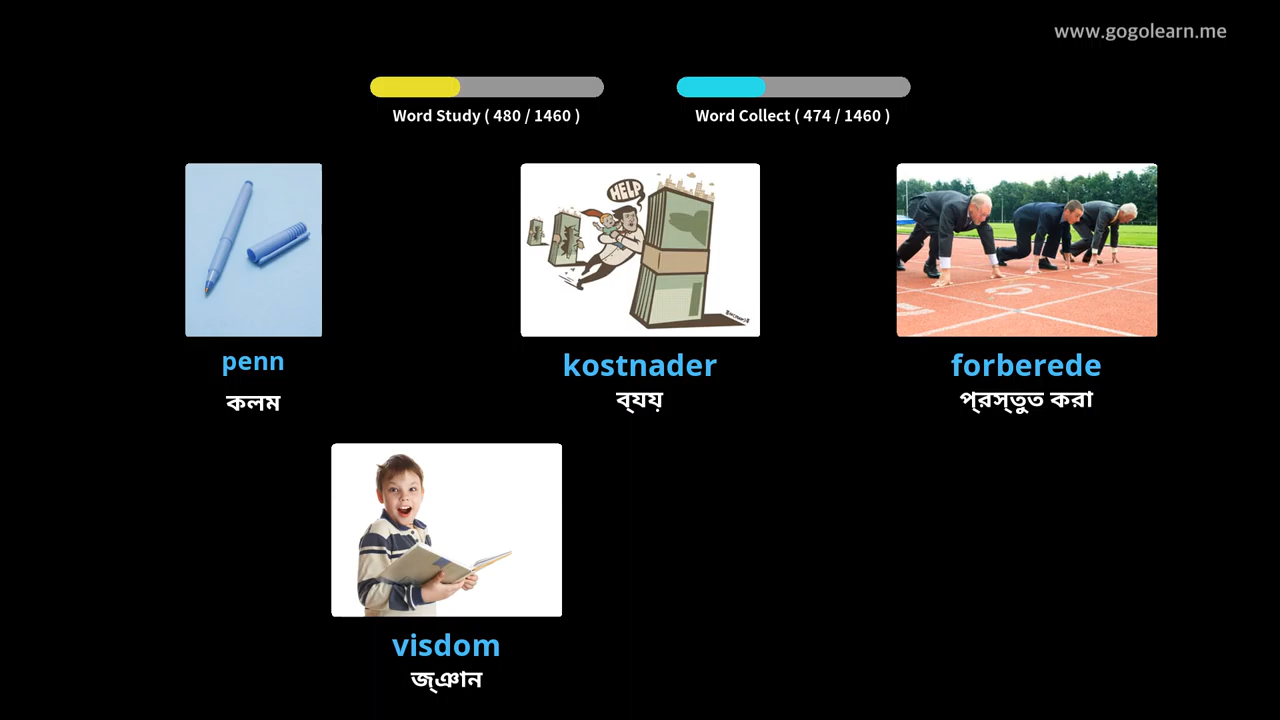 www.gogolearn.me
Word Study ( 480 / 1460 )
Word Collect ( 474 / 1460 )
HELP
penn
কলম
kostnader
ব্যয়
forberede
প্রস্তুত করা
visdom
জ্ঞান